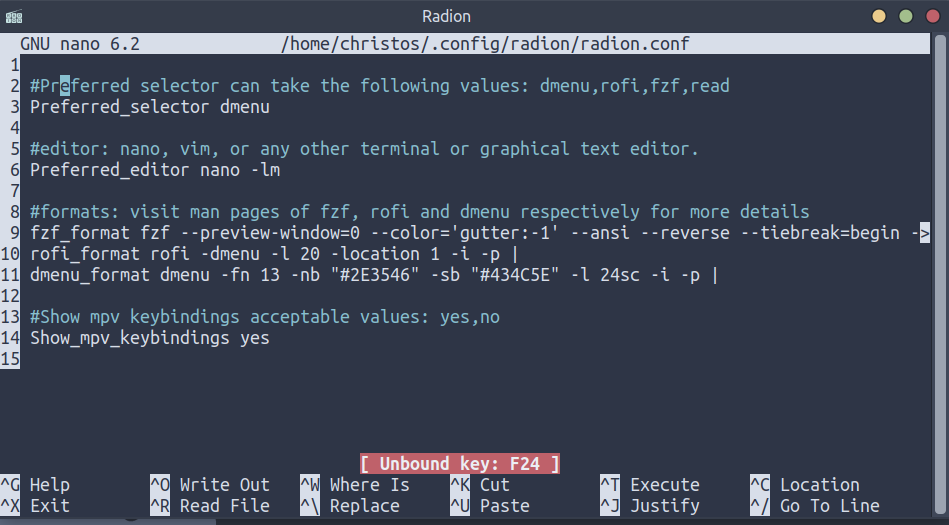 Radion
GNU nano 6.2 /home/christos/.config/radion/radion.conf
1
2 #Preferred selector can take the following values: dmenu,rofi,fzf,read
3 Preferred_selector dmenu
4
5 #editor: nano, vim, or any other terminal or graphical text editor.
6 Preferred_editor nano -lm
7
8 #formats: visit man pages of fzf, rofi and dmenu respectively for more details
9 fzf_format fzf --preview-window=0 --color='gutter:-1' --ansi --reverse --tiebreak=begin ->
10 rofi_format rofi -dmenu -l 20 -location 1 -i -p |
11 dmenu_format dmenu -fn 13 -nb "#2E3546" -sb "#434C5E" -l 24sc -i -p |
12
13 #Show mpv keybindings acceptable values: yes,no
14 Show_mpv_keybindings yes
15
[ Unbound key: F24 ]
^G Help ^O Write Out ^W Where Is ^K Cut ^T Execute ^C Location
^X Exit ^R Read File ^\ Replace ^U Paste ^J Justify ^/ Go To Line